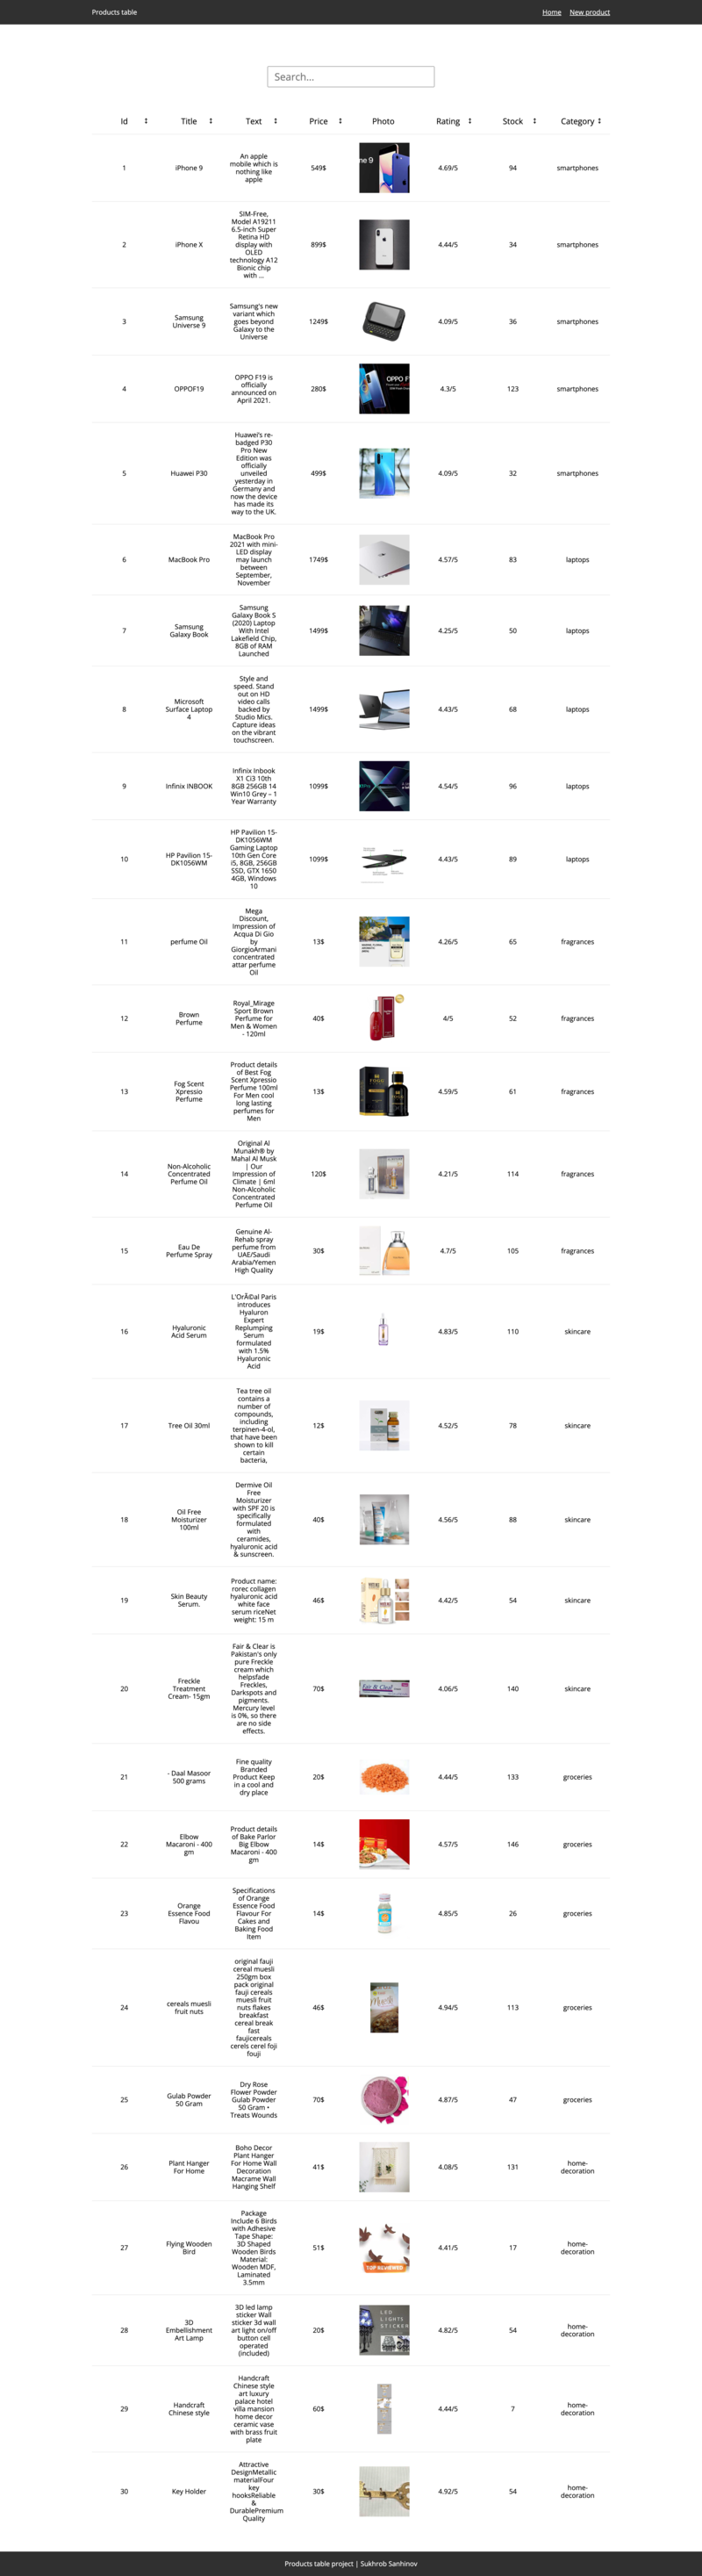 Products table
Home New product
Search...
Id Title Text Price Photo Rating Stock Category
1 iPhone 9 An apple mobile which is nothing like apple 549$ 4.69/5 94 smartphones
2 iPhone X SIM-Free, Model A19211 6.5-inch Super Retina HD display with OLED technology A12 Bionic chip with ... 899$ 4.44/5 34 smartphones
3 Samsung Universe 9 Samsung's new variant which goes beyond Galaxy to the Universe 1249$ 4.09/5 36 smartphones
4 OPPOF19 OPPO F19 is officially announced on April 2021. 280$ OPPO F 4.3/5 123 smartphones
5 Huawei P30 Huawei's re-badged P30 Pro New Edition was officially unveiled yesterday in Germany and now the device has made its way to the UK. 499$ 4.09/5 32 smartphones
6 MacBook Pro MacBook Pro 2021 with mini-LED display may launch between September, November 1749$ 4.57/5 83 laptops
7 Samsung Galaxy Book Samsung Galaxy Book S (2020) Laptop With Intel Lakefield Chip, 8GB of RAM Launched 1499$ 4.25/5 50 laptops
8 Microsoft Surface Laptop 4 Style and speed. Stand out on HD video calls backed by Studio Mics. Capture ideas on the vibrant touchscreen. 1499$ 4.43/5 68 laptops
9 Infinix INBOOK Infinix Inbook X1 Ci3 10th 8GB 256GB 14 Win10 Grey – 1 Year Warranty 1099$ 4.54/5 96 laptops
10 HP Pavilion 15-DK1056WM HP Pavilion 15-DK1056WM Gaming Laptop 10th Gen Core i5, 8GB, 256GB SSD, GTX 1650 4GB, Windows 10 1099$ 4.43/5 89 laptops
11 perfume Oil Mega Discount, Impression of Acqua Di Gio by GiorgioArmani concentrated attar perfume Oil 13$ 4.26/5 65 fragrances
12 Brown Perfume Royal_Mirage Sport Brown Perfume for Men & Women - 120ml 40$ 4/5 52 fragrances
13 Fog Scent Xpressio Perfume Product details of Best Fog Scent Xpressio Perfume 100ml For Men cool long lasting perfumes for Men 13$ 4.59/5 61 fragrances
14 Non-Alcoholic Concentrated Perfume Oil Original Al Munakh® by Mahal Al Musk | Our Impression of Climate | 6ml Non-Alcoholic Concentrated Perfume Oil 120$ 4.21/5 114 fragrances
15 Eau De Perfume Spray Genuine Al-Rehab spray perfume from UAE/Saudi Arabia/Yemen High Quality 30$ 4.7/5 105 fragrances
16 Hyaluronic Acid Serum L'OrÃ©al Paris introduces Hyaluron Expert Replumping Serum formulated with 1.5% Hyaluronic Acid 19$ 4.83/5 110 skincare
17 Tree Oil 30ml Tea tree oil contains a number of compounds, including terpinen-4-ol, that have been shown to kill certain bacteria, 12$ 4.52/5 78 skincare
18 Oil Free Moisturizer 100ml Dermive Oil Free Moisturizer with SPF 20 is specifically formulated with ceramides, hyaluronic acid & sunscreen. 40$ 4.56/5 88 skincare
19 Skin Beauty Serum. Product name: rorec collagen hyaluronic acid white face serum riceNet weight: 15 m 46$ 4.42/5 54 skincare
20 Freckle Treatment Cream- 15gm Fair & Clear is Pakistan's only pure Freckle cream which helpsfade Freckles, Darkspots and pigments. Mercury level is 0%, so there are no side effects. 70$ Fair & Clear 4.06/5 140 skincare
21 - Daal Masoor 500 grams Fine quality Branded Product Keep in a cool and dry place 20$ 4.44/5 133 groceries
22 Elbow Macaroni - 400 gm Product details of Bake Parlor Big Elbow Macaroni - 400 gm 14$ 4.57/5 146 groceries
23 Orange Essence Food Flavou Specifications of Orange Essence Food Flavour For Cakes and Baking Food Item 14$ 4.85/5 26 groceries
24 cereals muesli fruit nuts original fauji cereal muesli 250gm box pack original fauji cereals muesli fruit nuts flakes breakfast cereal break fast faujicereals cerels cerel foji fouji 46$ 4.94/5 113 groceries
25 Gulab Powder 50 Gram Dry Rose Flower Powder Gulab Powder 50 Gram • Treats Wounds 70$ 4.87/5 47 groceries
26 Plant Hanger For Home Boho Decor Plant Hanger For Home Wall Decoration Macrame Wall Hanging Shelf 41$ 4.08/5 131 home-decoration
27 Flying Wooden Bird Package Include 6 Birds with Adhesive Tape Shape: 3D Shaped Wooden Birds Material: Wooden MDF, Laminated 3.5mm 51$ TOP REVIEWED 4.41/5 17 home-decoration
28 3D Embellishment Art Lamp 3D led lamp sticker Wall sticker 3d wall art light on/off button cell operated (included) 20$ LED LIGHTS STICKER 4.82/5 54 home-decoration
29 Handcraft Chinese style Handcraft Chinese style art luxury palace hotel villa mansion home decor ceramic vase with brass fruit plate 60$ 4.44/5 7 home-decoration
30 Key Holder Attractive DesignMetallic materialFour key hooksReliable & DurablePremium Quality 30$ 4.92/5 54 home-decoration
Products table project | Sukhrob Sanhinov